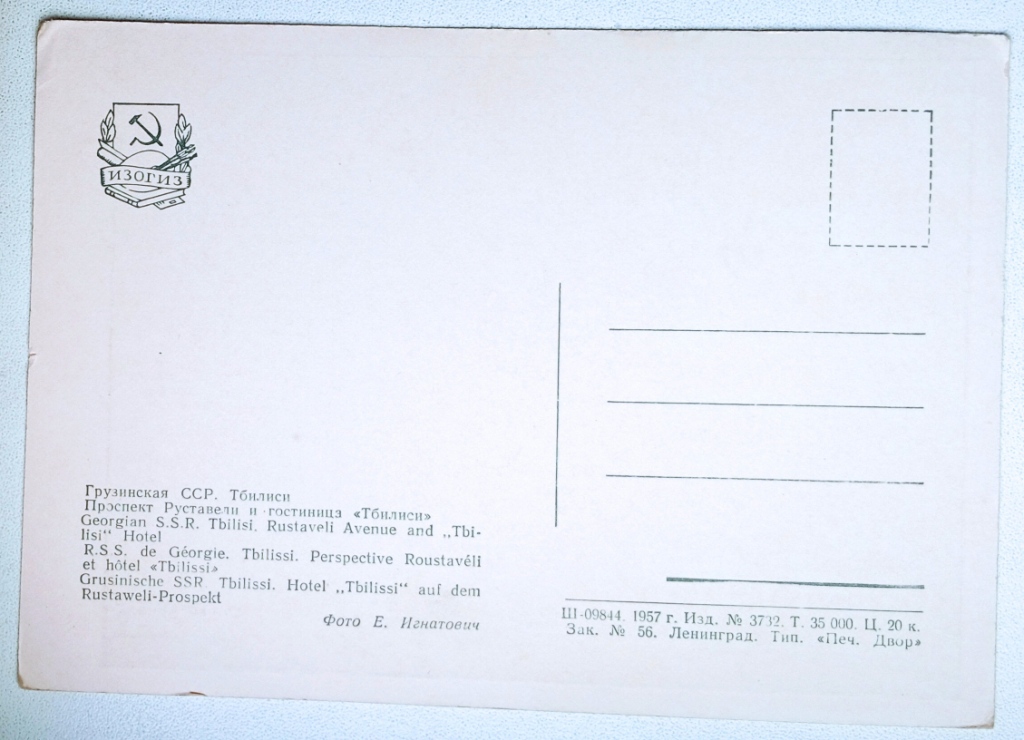 ИЗОГИЗ
Грузинская ССР. Тбилиси
Проспект Руставели и гостиница «Тбилиси»
Georgian S.S.R. Tbilisi. Rustaveli Avenue and „Tbi-
lisi“ Hotel
R.S S. de Géorgie. Tbilissi. Perspective Roustavéli
et hôtel «Tbilissi»
Grusinische SSR. Tbilissi. Hotel „Tbilissi“ auf dem
Rustaweli-Prospekt
Фото Е. Игнатович
Ш-09844. 1957 г. Изд. № 3732. Т. 35 000. Ц. 20 к.
Зак. № 56. Ленинград. Тип. «Печ. Двор»